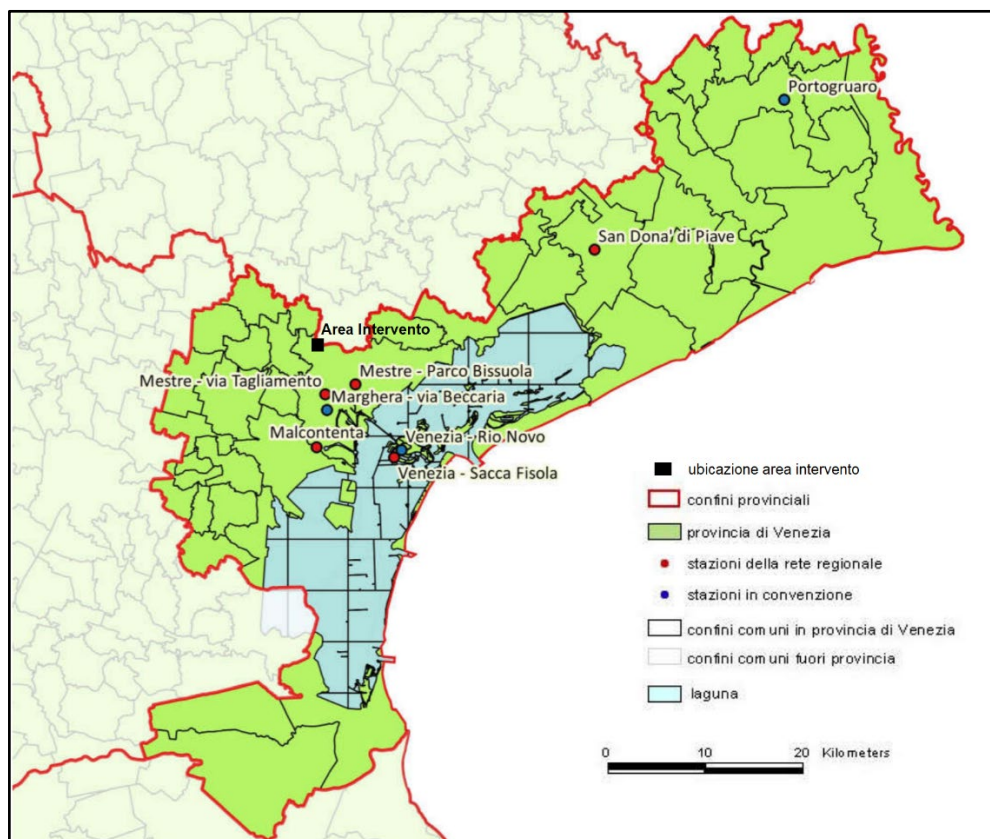 Portogruaro
San Dona' di Piave
Area Intervento
Mestre - Parco Bissuola
Mestre - via Tagliamento
Marghera - via Beccaria
Malcontenta
Venezia - Rio Novo
Venezia - Sacca Fisola
ubicazione area intervento
confini provinciali
provincia di Venezia
stazioni della rete regionale
stazioni in convenzione
confini comuni in provincia di Venezia
confini comuni fuori provincia
laguna
0 10 20 Kilometers